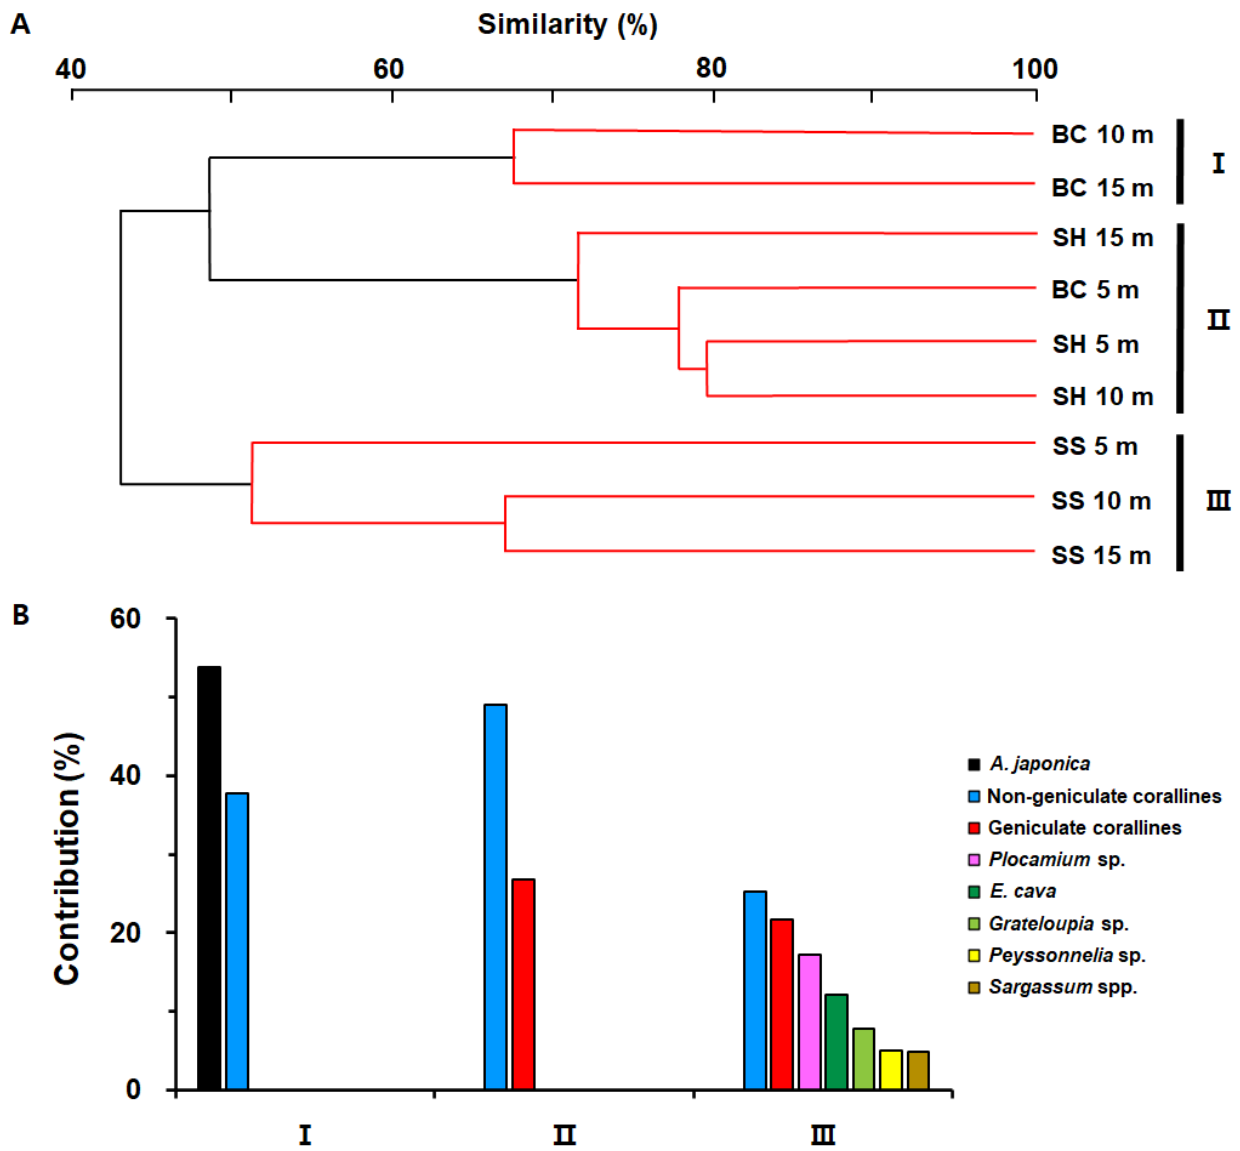 A
Similarity (%)
40 60 80 100
BC 10 m
BC 15 m
I
SH 15 m
BC 5 m
SH 5 m
SH 10 m
II
SS 5 m
SS 10 m
SS 15 m
III
B
Contribution (%)
60
40
20
0
A. japonica
Non-geniculate corallines
Geniculate corallines
Plocamium sp.
E. cava
Grateloupia sp.
Peyssonnelia sp.
Sargassum spp.
I II III